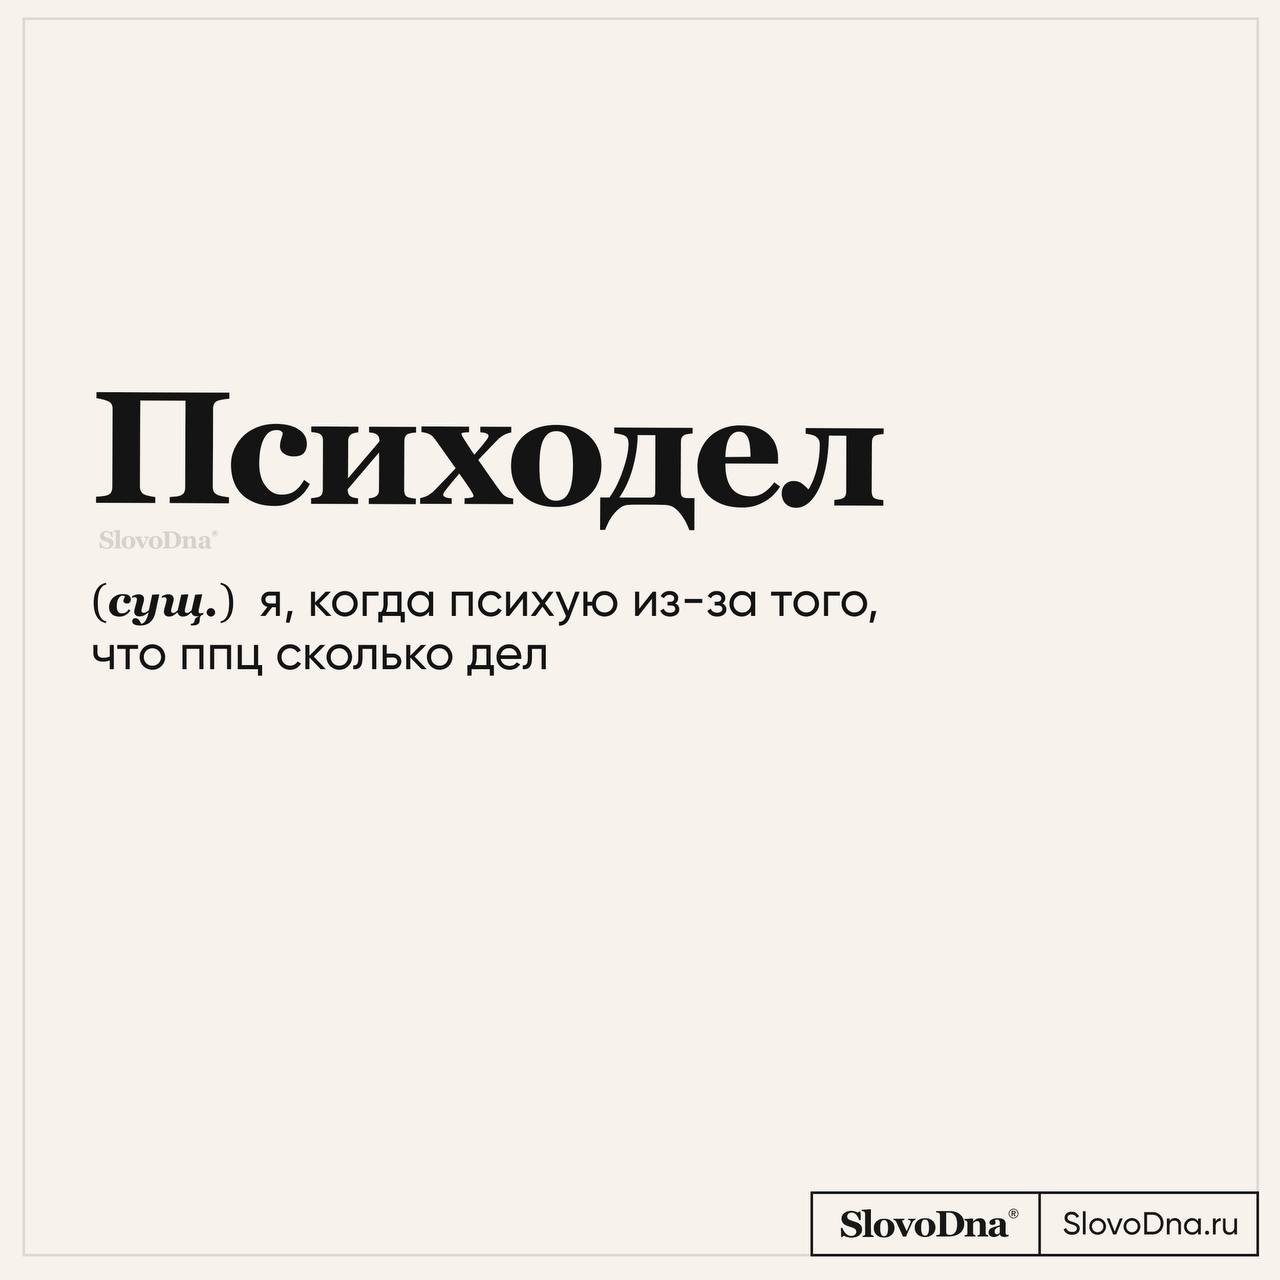 Психодел
SlovoDna®
(сущ.) я, когда психую из-за того,
что ппц сколько дел
SlovoDna® SlovoDna.ru